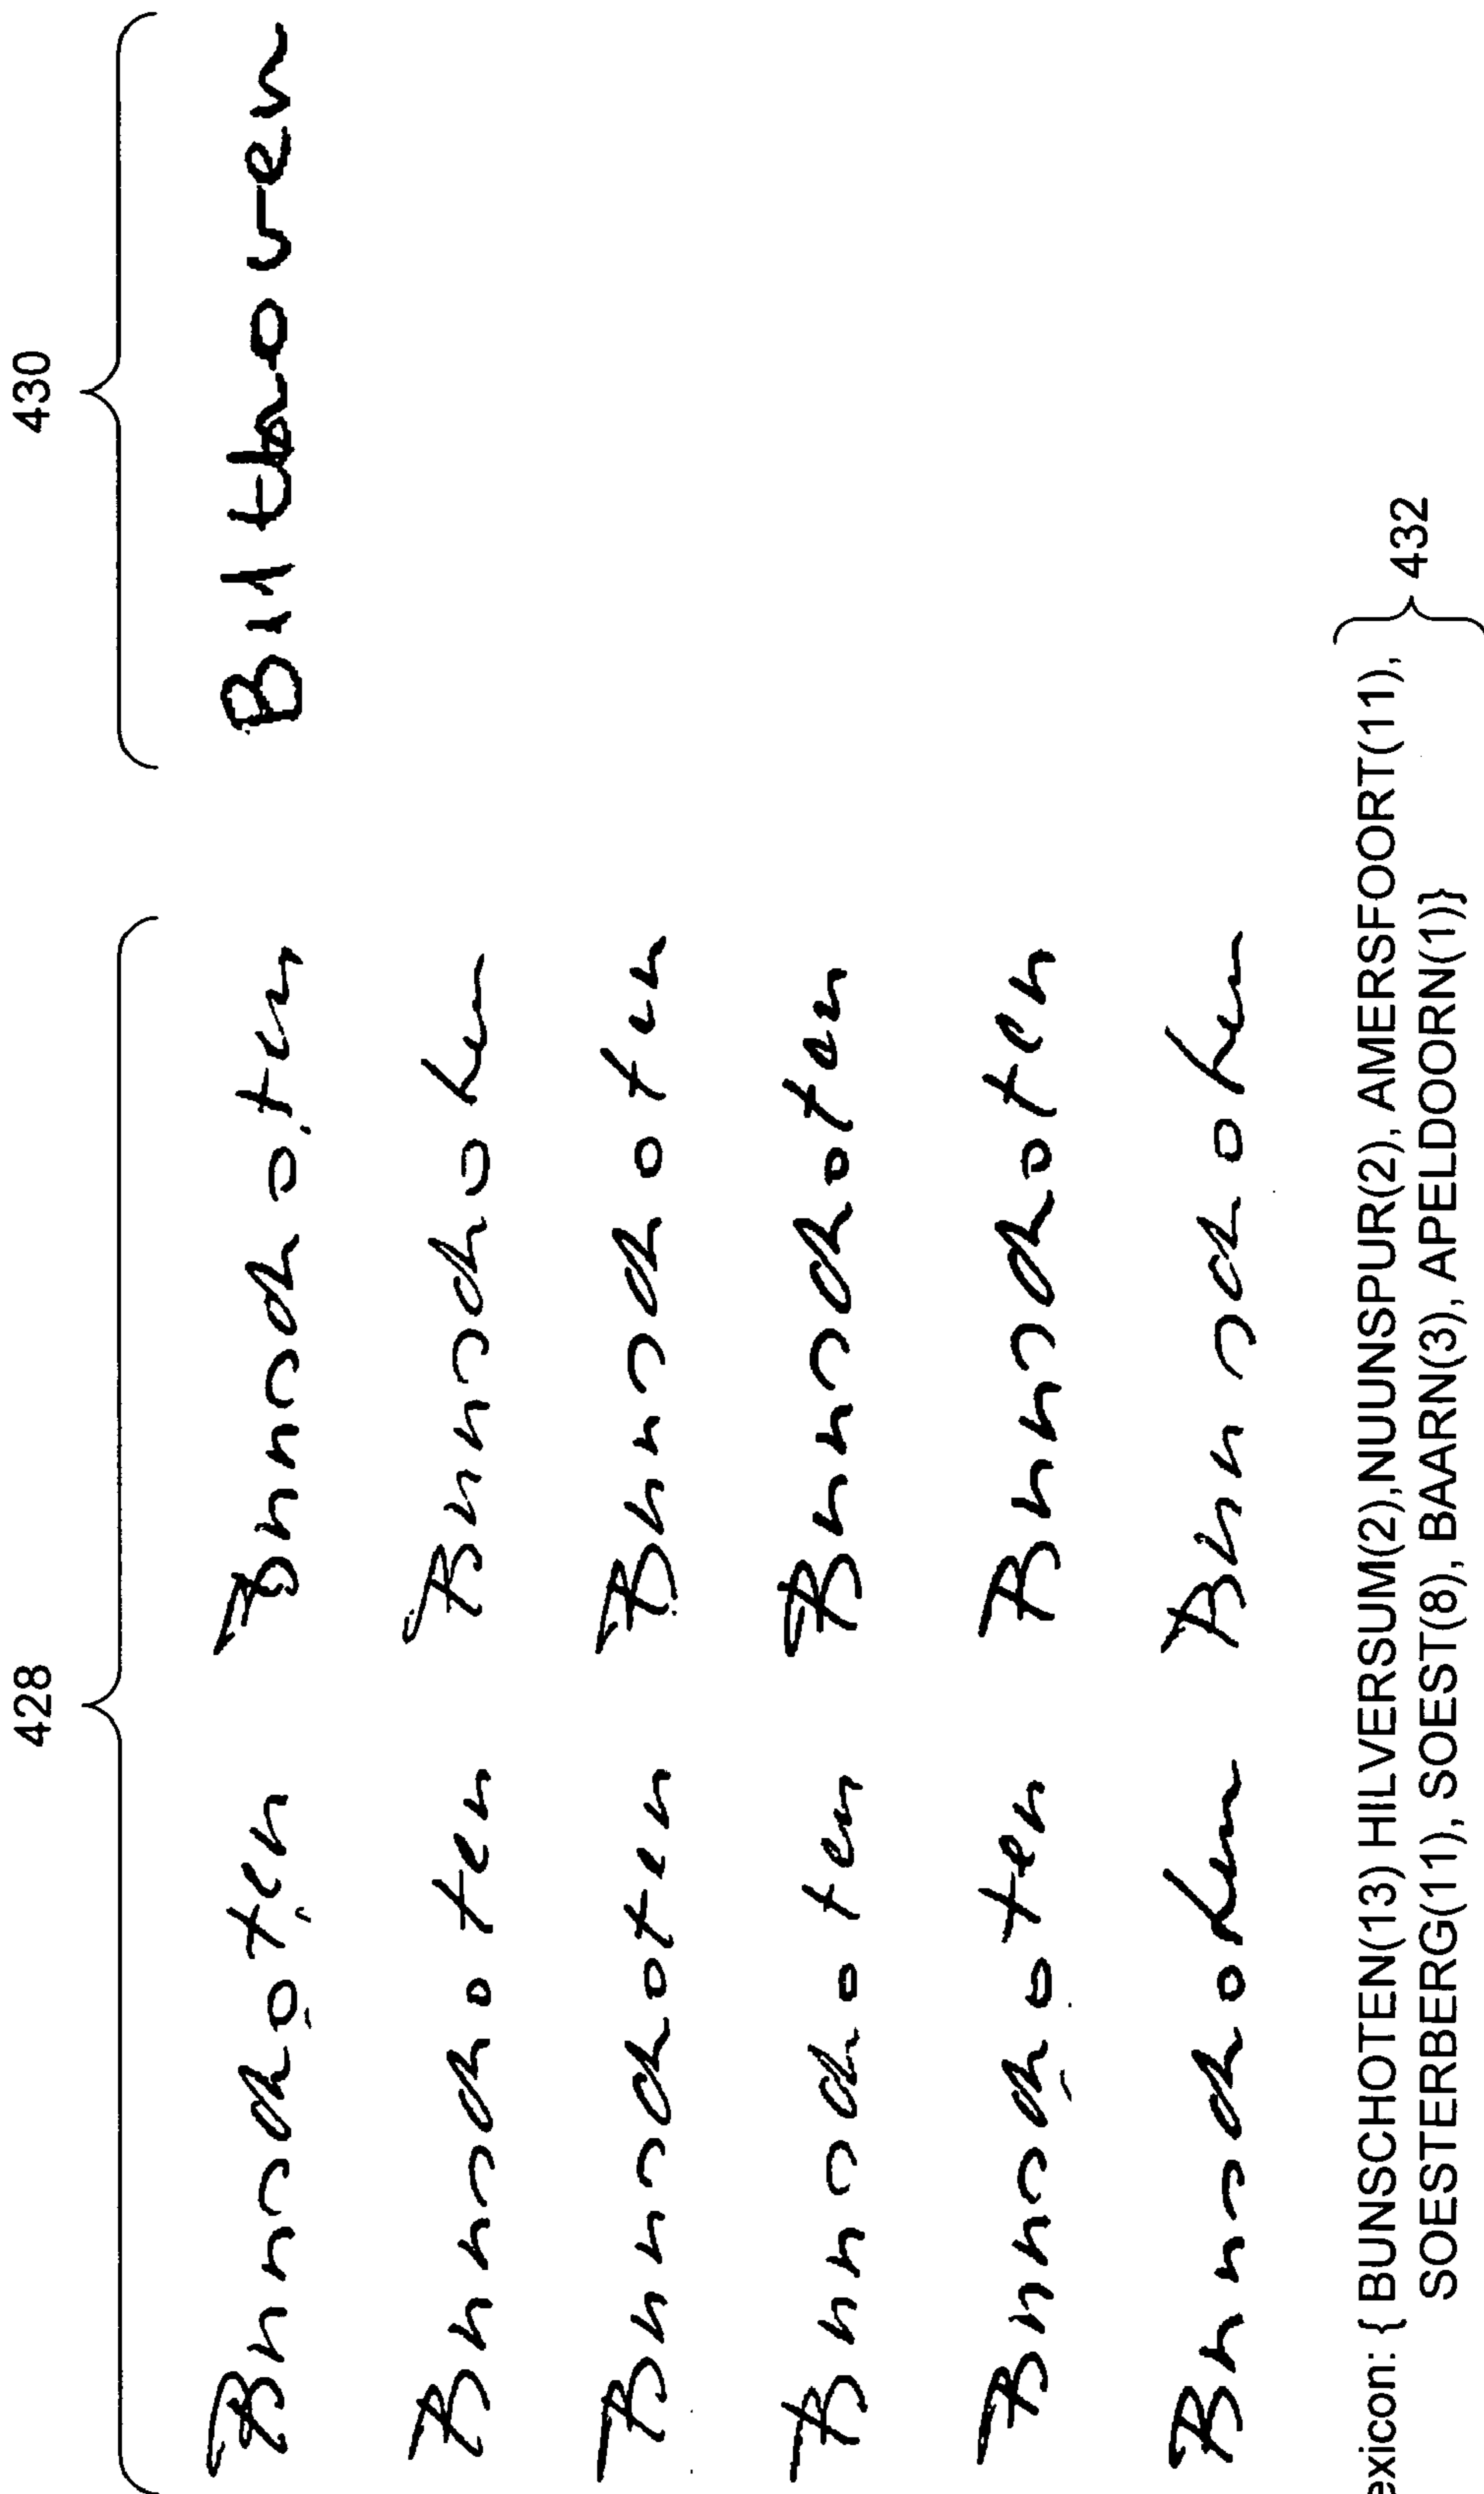 428 430
Bunschoten Bunschoten Bilthoven
Bunschoten Bunschoten
Bunschoten Bunschoten
Bunschoten Bunschoten
Bunschoten Bunschoten
Bunschoten Bunschoten
exicon: { BUNSCHOTEN(13) HILVERSUM(2),NUUNSPUR(2), AMERSFOORT(11),
SOESTERBERG(11), SOEST(8), BAARN(3), APELDOORN(1)}
432